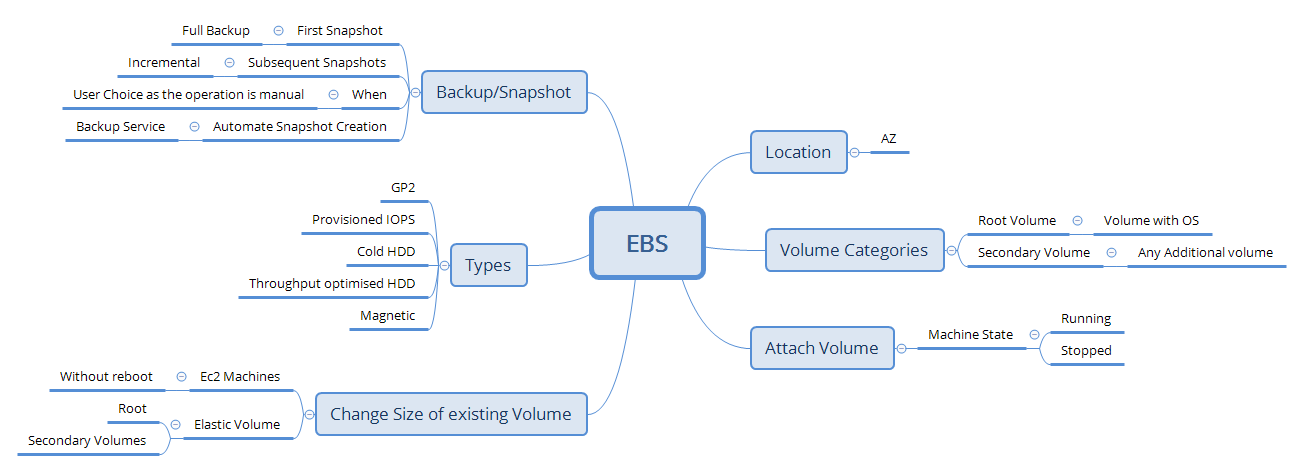 EBS
Backup/Snapshot
First Snapshot
Full Backup
Subsequent Snapshots
Incremental
When
User Choice as the operation is manual
Automate Snapshot Creation
Backup Service
Types
GP2
Provisioned IOPS
Cold HDD
Throughput optimised HDD
Magnetic
Change Size of existing Volume
Ec2 Machines
Without reboot
Elastic Volume
Root
Secondary Volumes
Location
AZ
Volume Categories
Root Volume
Volume with OS
Secondary Volume
Any Additional volume
Attach Volume
Machine State
Running
Stopped